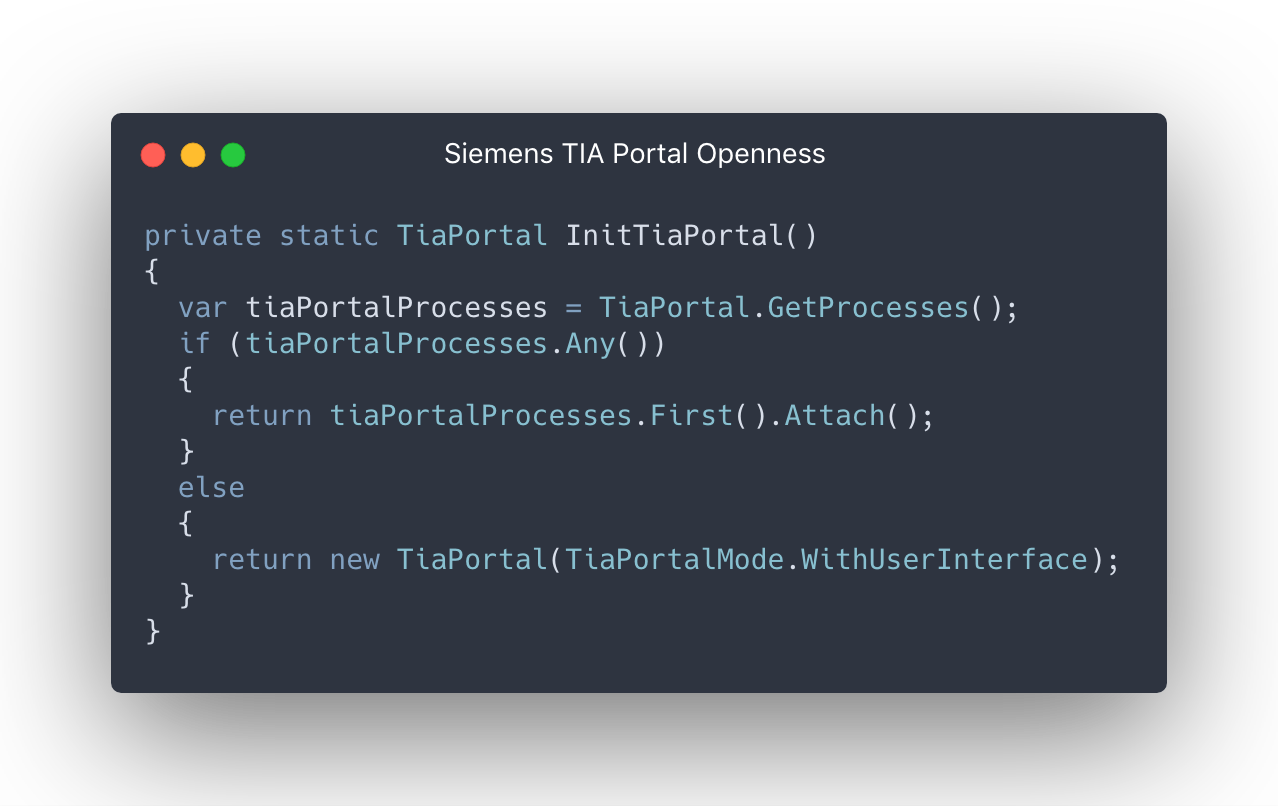 Siemens TIA Portal Openness
private static TiaPortal InitTiaPortal()
{
  var tiaPortalProcesses = TiaPortal.GetProcesses();
  if (tiaPortalProcesses.Any())
  {
    return tiaPortalProcesses.First().Attach();
  }
  else
  {
    return new TiaPortal(TiaPortalMode.WithUserInterface);
  }
}